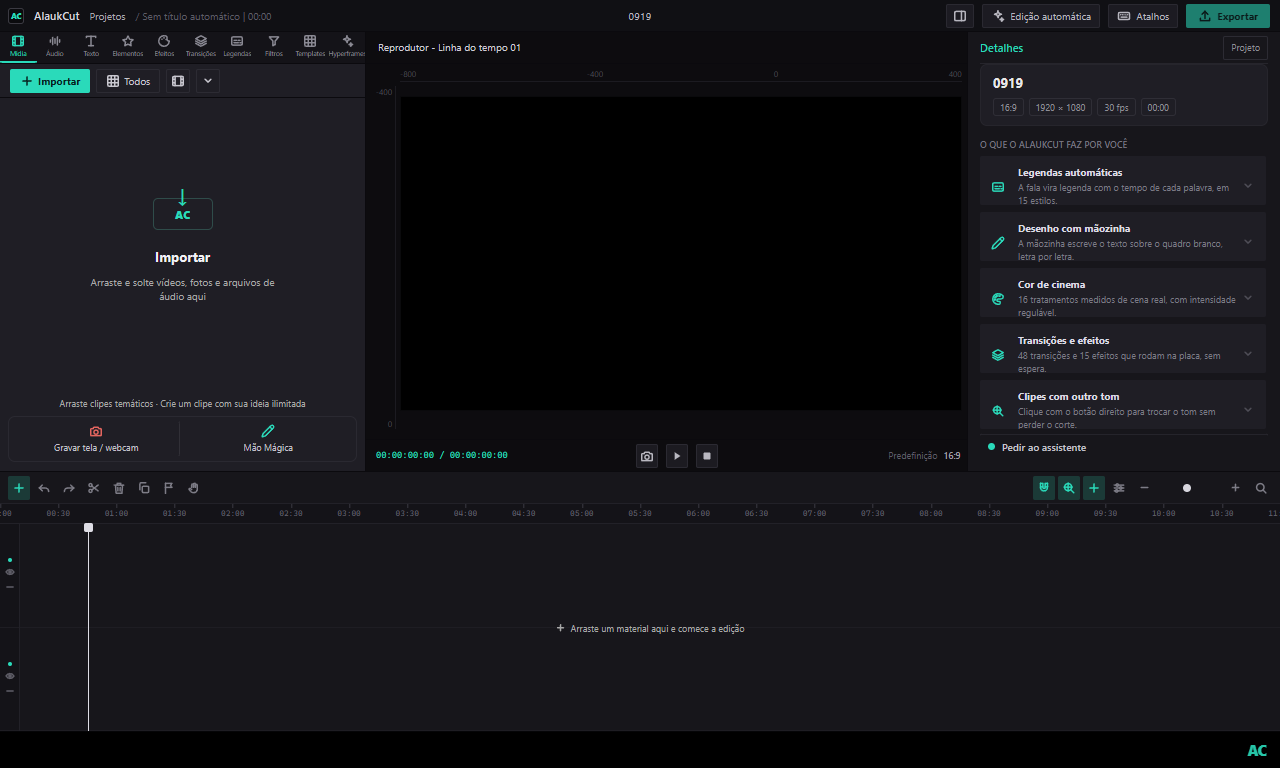 AC AlaukCut Projetos / Sem título automático | 00:00 0919 Edição automática Atalhos Exportar
Mídia Áudio Texto Elementos Efeitos Transições Legendas Filtros Templates Hyperframes
Importar Todos
AC
Importar
Arraste e solte vídeos, fotos e arquivos de
áudio aqui
Arraste clipes temáticos · Crie um clipe com sua ideia ilimitada
Gravar tela / webcam Mão Mágica
Reprodutor - Linha do tempo 01
-800 -400 0 400
-400
0
00:00:00:00 / 00:00:00:00 Predefinição 16:9
Detalhes Projeto
0919
16:9 1920 × 1080 30 fps 00:00
O QUE O ALAUKCUT FAZ POR VOCÊ
Legendas automáticas
A fala vira legenda com o tempo de cada palavra, em
15 estilos.
Desenho com mãozinha
A mãozinha escreve o texto sobre o quadro branco,
letra por letra.
Cor de cinema
16 tratamentos medidos de cena real, com intensidade
regulável.
Transições e efeitos
48 transições e 15 efeitos que rodam na placa, sem
espera.
Clipes com outro tom
Clique com o botão direito para trocar o tom sem
perder o corte.
Pedir ao assistente
:00 00:30 01:00 01:30 02:00 02:30 03:00 03:30 04:00 04:30 05:00 05:30 06:00 06:30 07:00 07:30 08:00 08:30 09:00 09:30 10:00 10:30 11:
Arraste um material aqui e comece a edição
AC